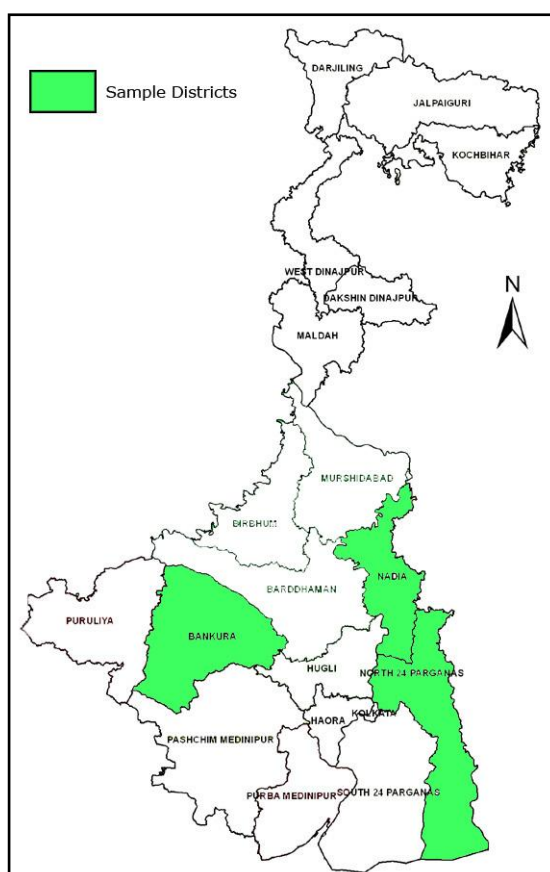 DARJILING
Sample Districts
JALPAIGURI
KOCHBIHAR
WEST DINAJPUR
DAKSHIN DINAJPUR
N
MALDAH
MURSHIDABAD
BIRBHUM
NADIA
BARDDHAMAN
PURULIYA
BANKURA
HUGLI
NORTH 24 PARGANAS
KOLKATA
HAORA
PASHCHIM MEDINIPUR
PURBA MEDINIPUR
SOUTH 24 PARGANAS